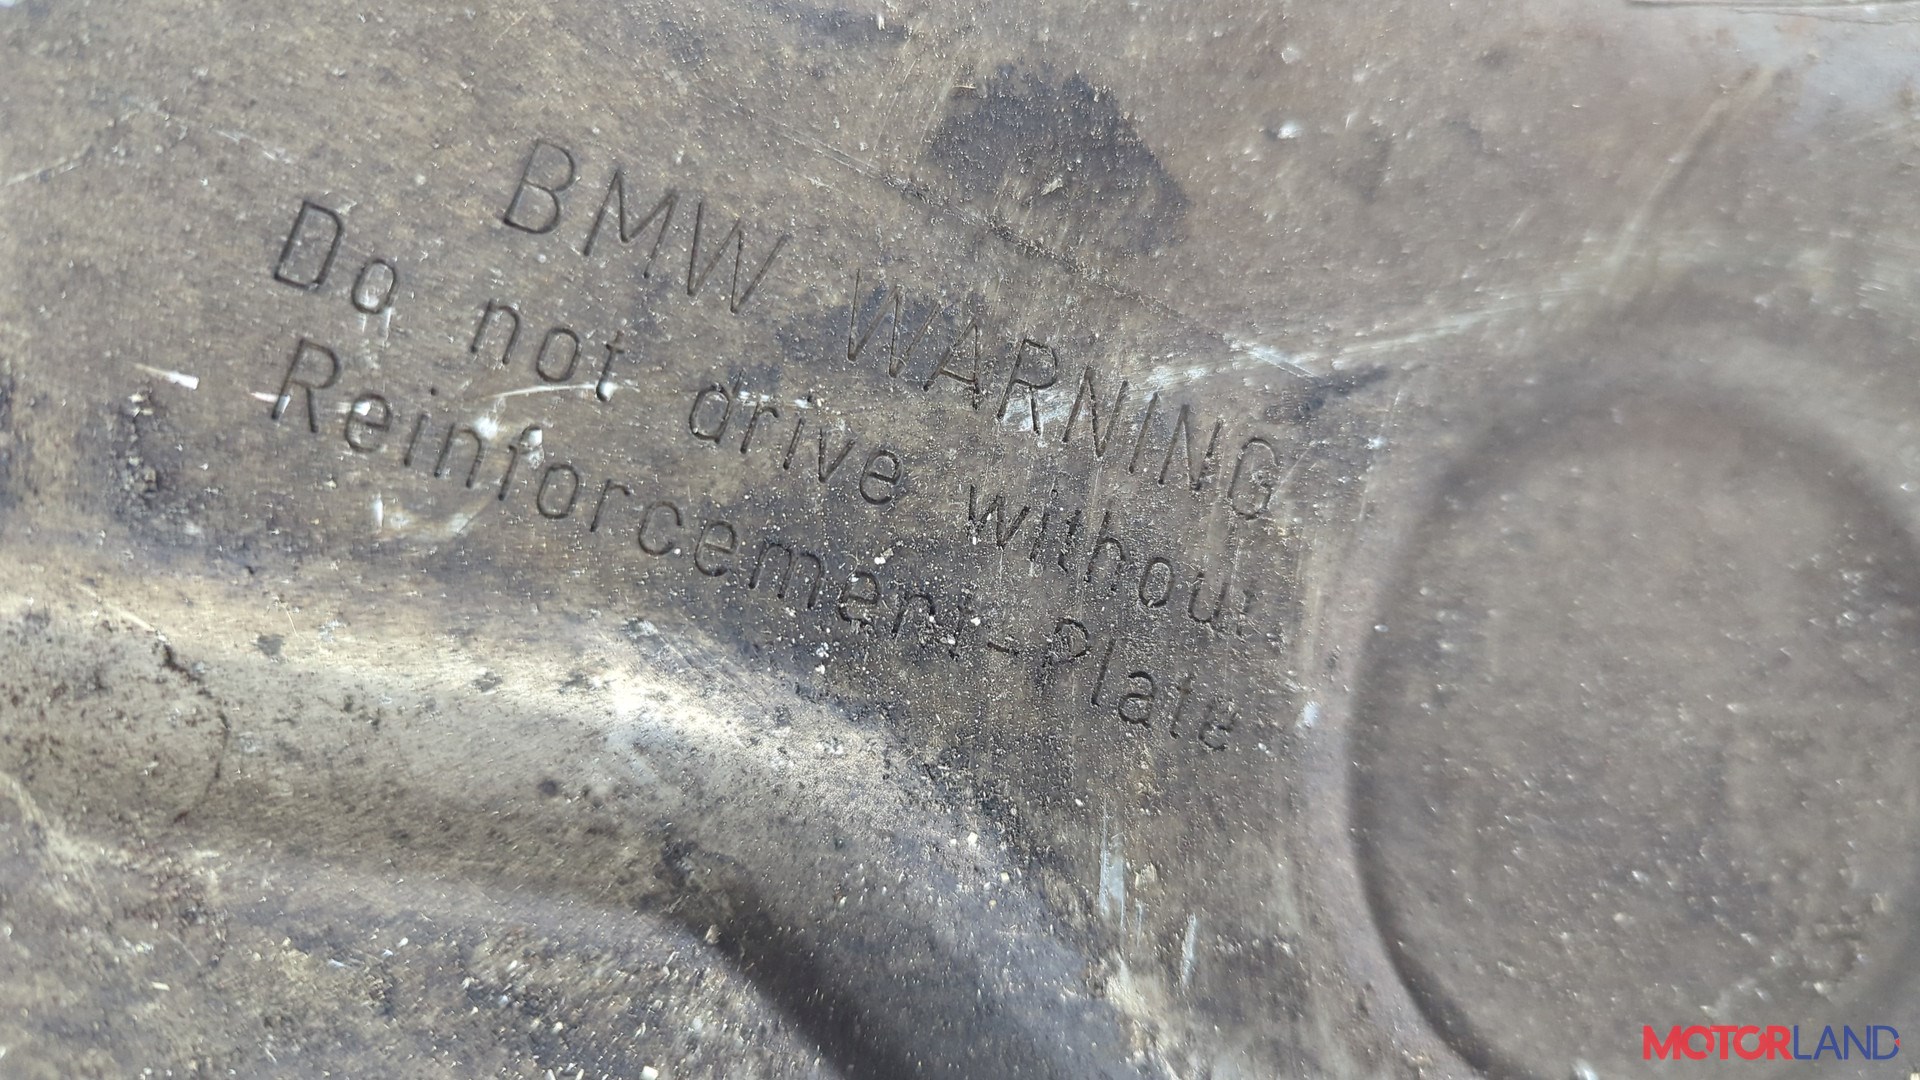 BMW WARNING
Do not drive without
Reinforcement-Plate
MOTORLAND